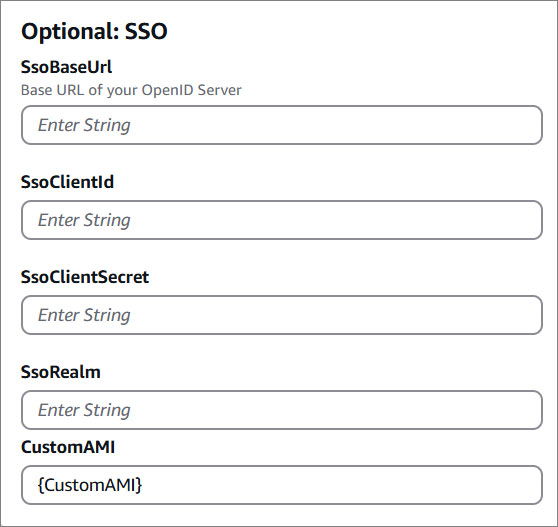 Optional: SSO
SsoBaseUrl
Base URL of your OpenID Server
Enter String
SsoClientId
Enter String
SsoClientSecret
Enter String
SsoRealm
Enter String
CustomAMI
{CustomAMI}